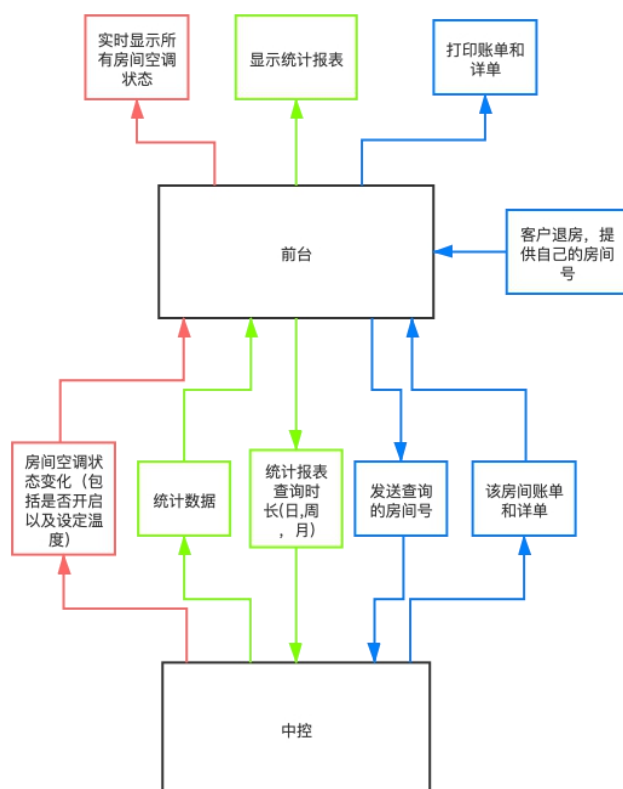 实时显示所
有房间空调
状态
显示统计报表
打印账单和
详单
前台
客户退房，提
供自己的房间
号
房间空调状
态变化（包
括是否开启
以及设定温
度）
统计数据
统计报表
查询时
长(日,周
，月)
发送查询
的房间号
该房间账单
和详单
中控